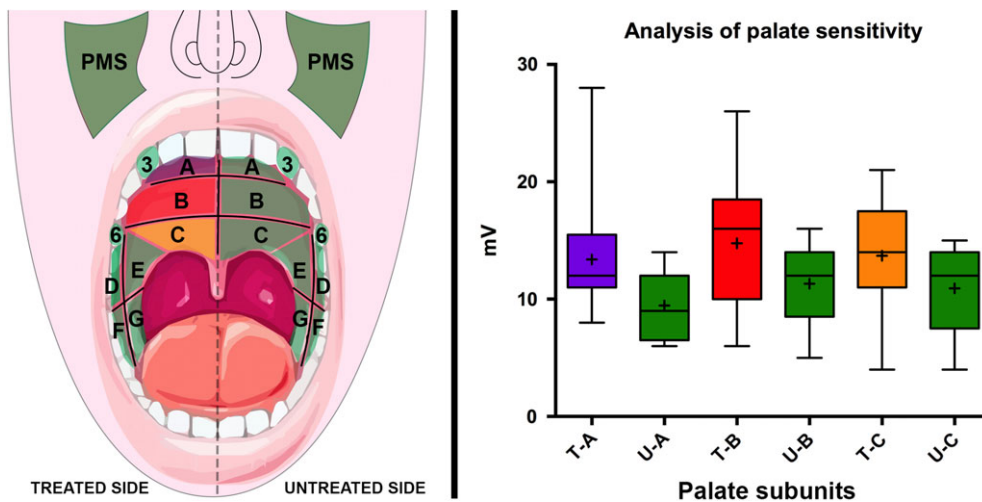 PMS PMS
3 A A 3
B B
6 C C 6
E E
D D
G G
F F
TREATED SIDE UNTREATED SIDE
Analysis of palate sensitivity
30
20
10
0
mV
T-A U-A T-B U-B T-C U-C
Palate subunits